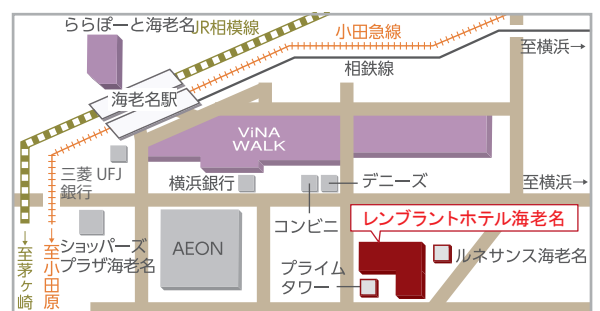 ららぽーと海老名
JR相模線
小田急線
至横浜→
相鉄線
海老名駅
ViNA
WALK
三菱 UFJ
銀行
横浜銀行
デニーズ
至横浜→
コンビニ
レンブラントホテル海老名
ショッパーズ
プラザ海老名
AEON
ルネサンス海老名
プライム
タワー
→至茅ヶ崎
→至小田原